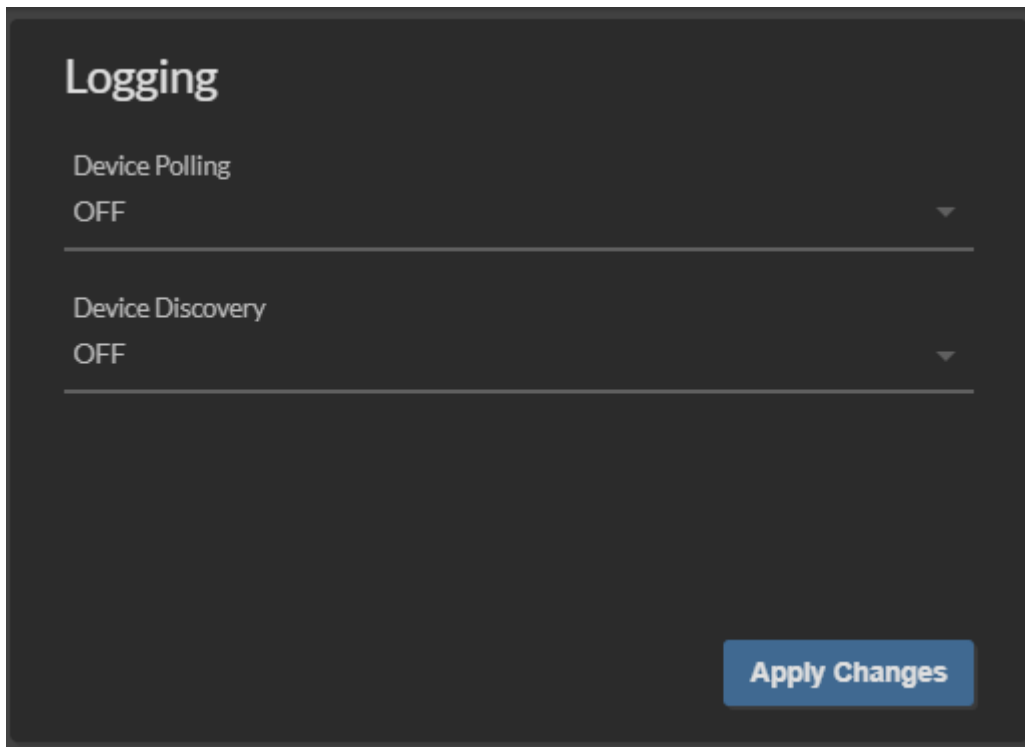 Logging
Device Polling
OFF
Device Discovery
OFF
Apply Changes